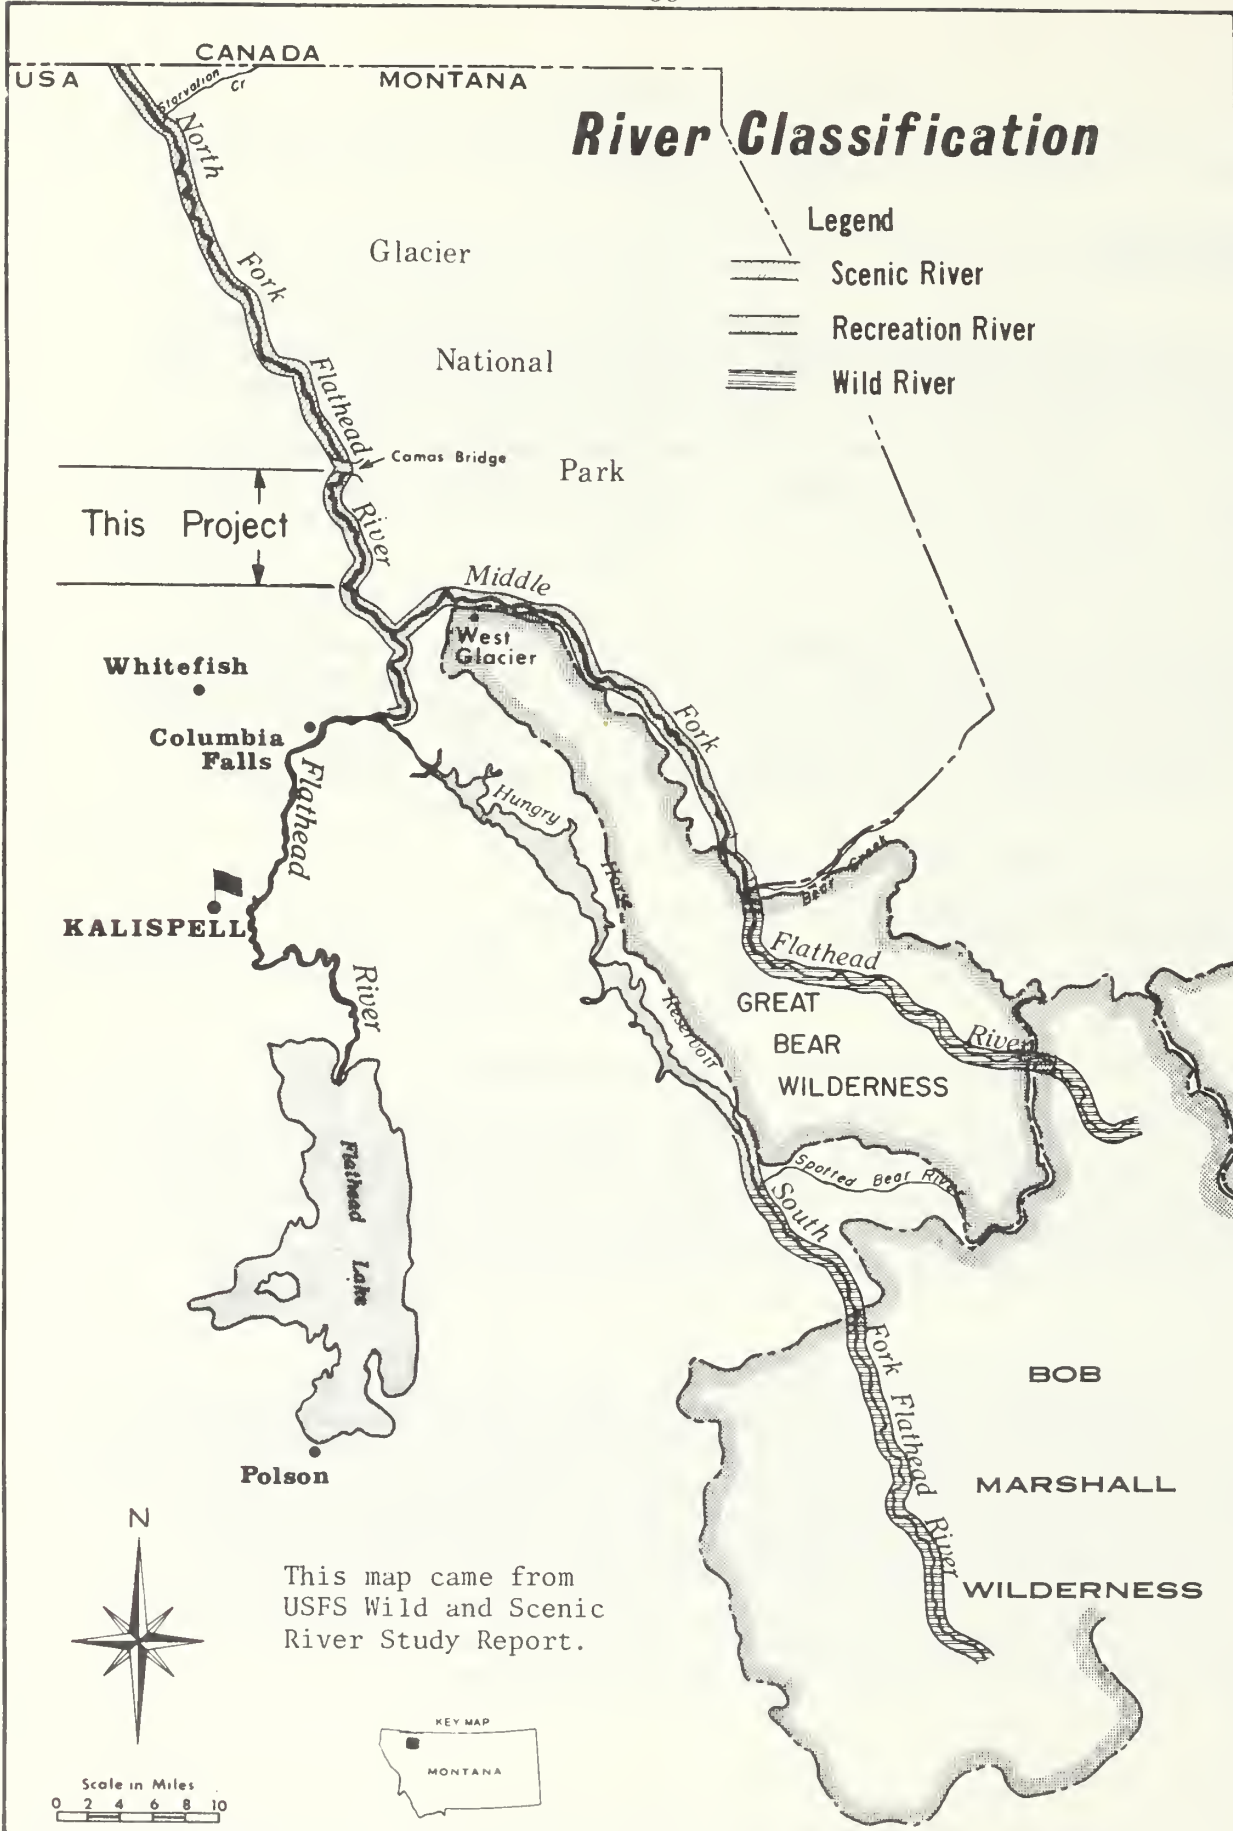 CANADA
USA
MONTANA
Starvation
Cr
River Classification
Legend
Scenic River
Recreation River
Wild River
North
Fork
Flathead
River
Glacier
National
Park
Camas Bridge
This Project
Middle
Fork
Flathead
River
West
Glacier
Whitefish
Columbia
Falls
Flathead
River
KALISPELL
Hungry
Horse
Reservoir
Bear Creek
GREAT
BEAR
WILDERNESS
Spotted Bear River
South
Fork Flathead River
Flathead
Lake
Polson
BOB
MARSHALL
WILDERNESS
N
This map came from
USFS Wild and Scenic
River Study Report.
KEY MAP
MONTANA
Scale in Miles
0 2 4 6 8 10